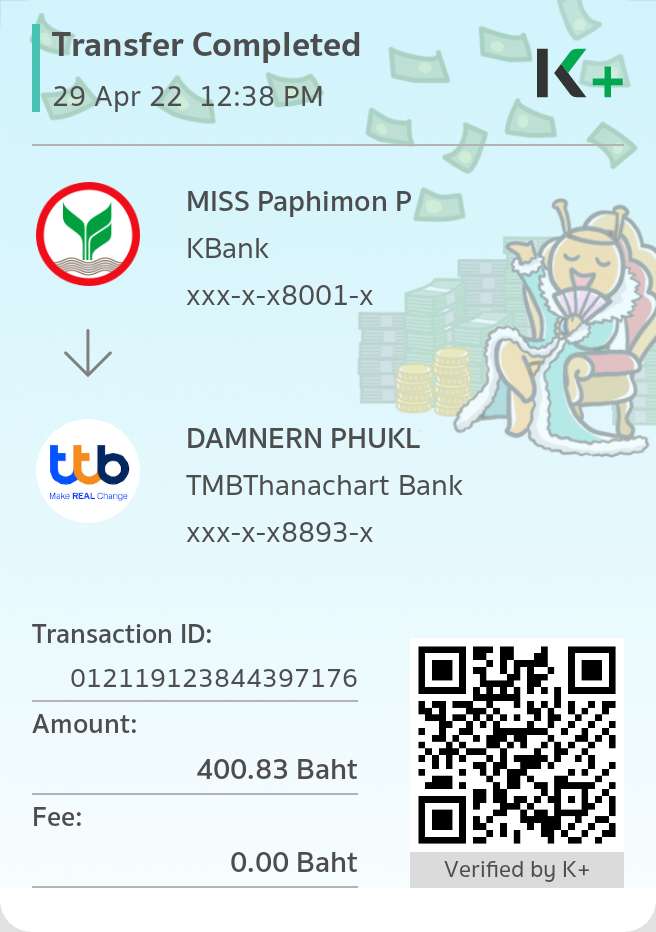 Transfer Completed
29 Apr 22 12:38 PM
K+
MISS Paphimon P
KBank
xxx-x-x8001-x
ttb
Make REAL Change
DAMNERN PHUKL
TMBThanachart Bank
xxx-x-x8893-x
Transaction ID:
012119123844397176
Amount:
400.83 Baht
Fee:
0.00 Baht
Verified by K+